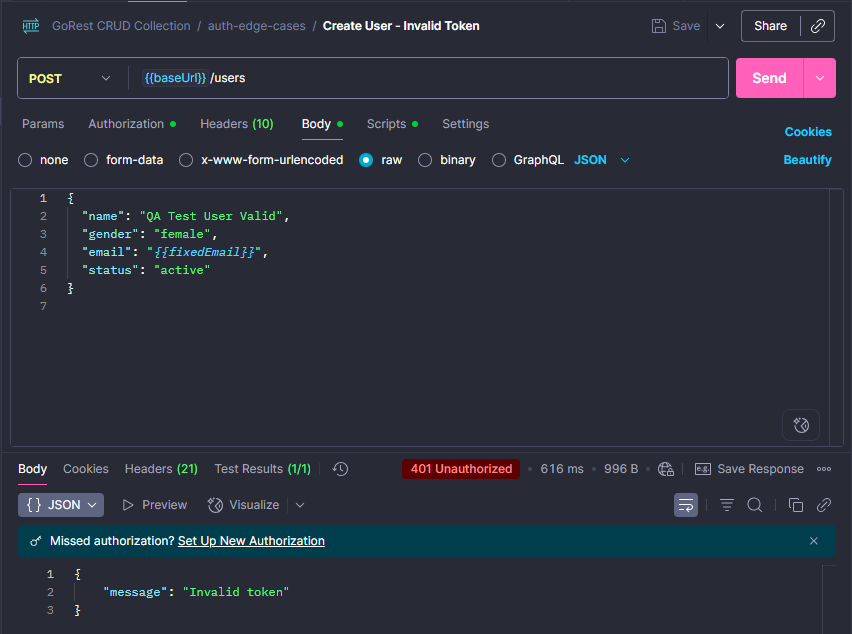 HTTP GoRest CRUD Collection / auth-edge-cases / Create User - Invalid Token Save Share
POST {{baseUrl}} /users Send
Params Authorization Headers (10) Body Scripts Settings Cookies
none form-data x-www-form-urlencoded raw binary GraphQL JSON Beautify
1 {
2 "name": "QA Test User Valid",
3 "gender": "female",
4 "email": "{{fixedEmail}}",
5 "status": "active"
6 }
7
Body Cookies Headers (21) Test Results (1/1) 401 Unauthorized • 616 ms • 996 B • e.g. Save Response
{} JSON Preview Visualize
Missed authorization? Set Up New Authorization
1 {
2 "message": "Invalid token"
3 }